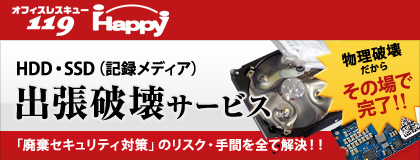 オフィスレスキュー
119 Happy
HDD・SSD（記録メディア）
出張破壊サービス
物理破壊
だから
その場で
完了!!
「廃棄セキュリティ対策」のリスク・手間を全て解決！！